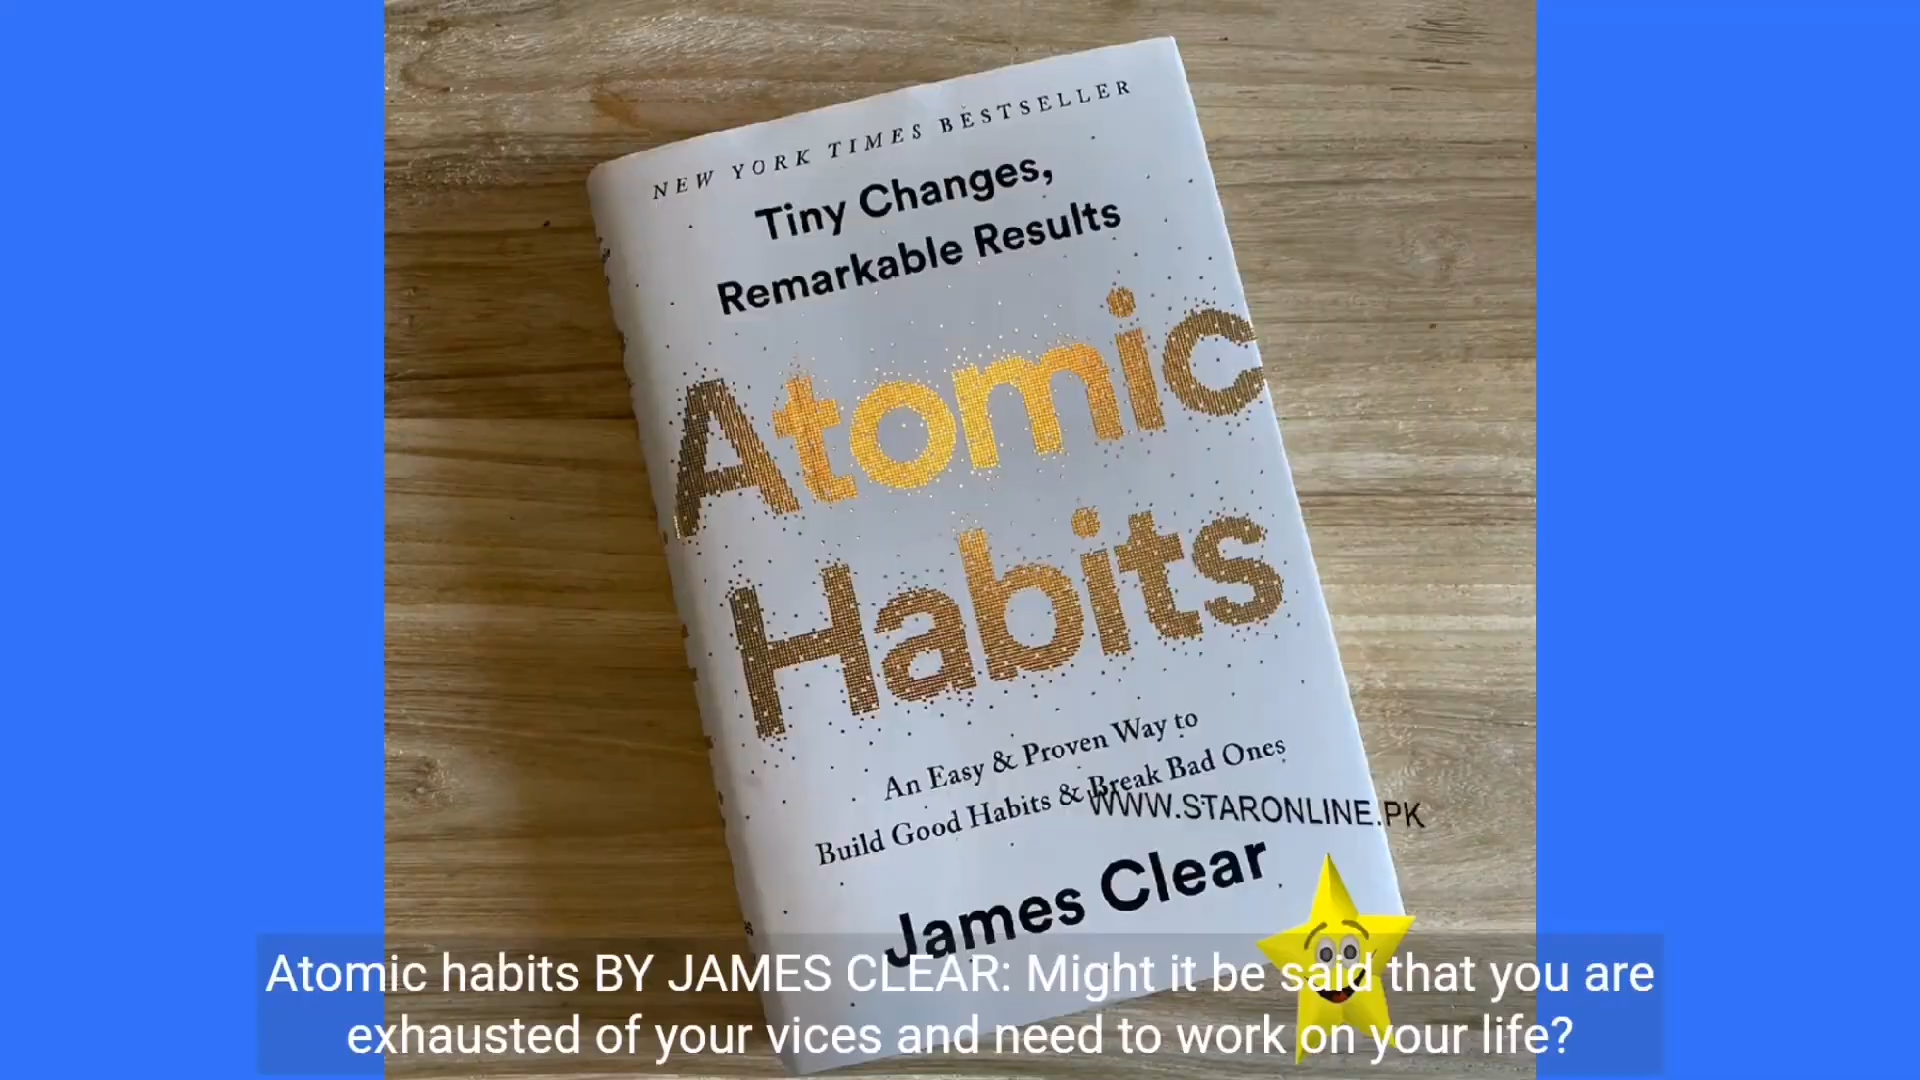 NEW YORK TIMES BESTSELLER
Tiny Changes,
Remarkable Results
Atomic
Habits
An Easy & Proven Way to
Build Good Habits & Break Bad Ones
WWW.STARONLINE.PK
James Clear
Atomic habits BY JAMES CLEAR: Might it be said that you are
exhausted of your vices and need to work on your life?